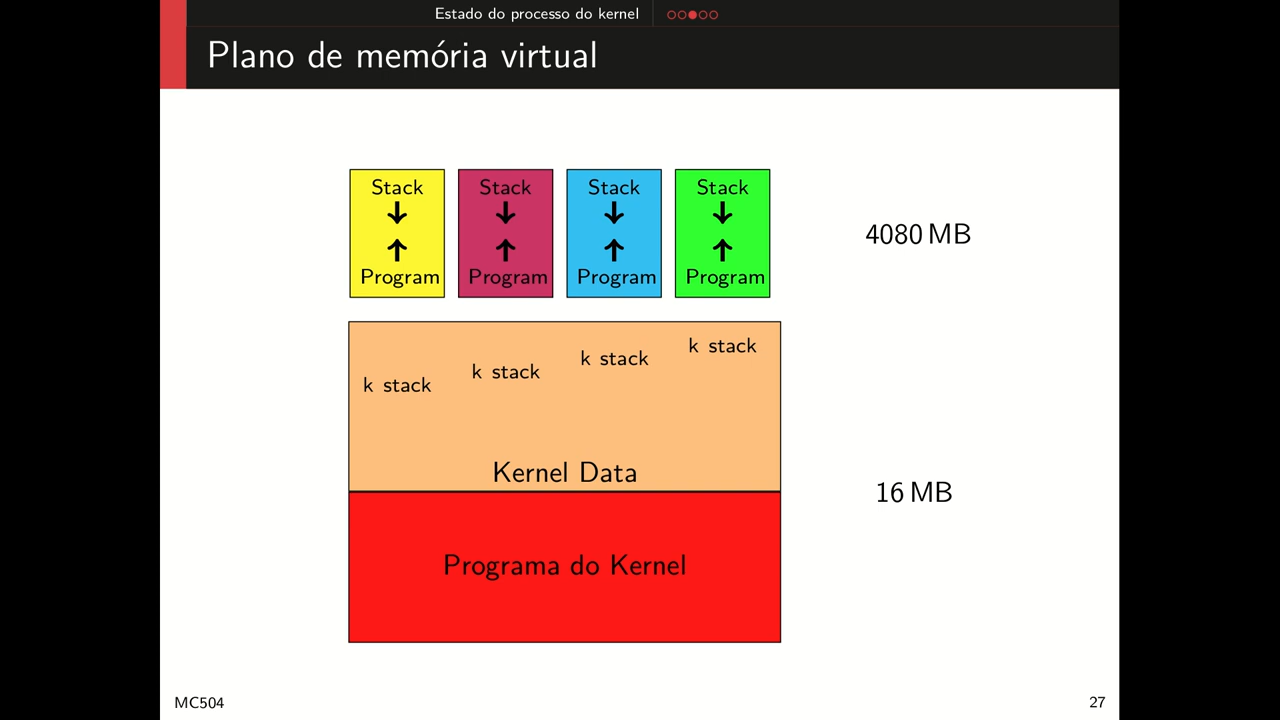 Estado do processo do kernel
Plano de memória virtual
Stack Stack Stack Stack
Program Program Program Program
4080 MB
k stack
k stack
k stack
k stack
Kernel Data
16 MB
Programa do Kernel
MC504
27